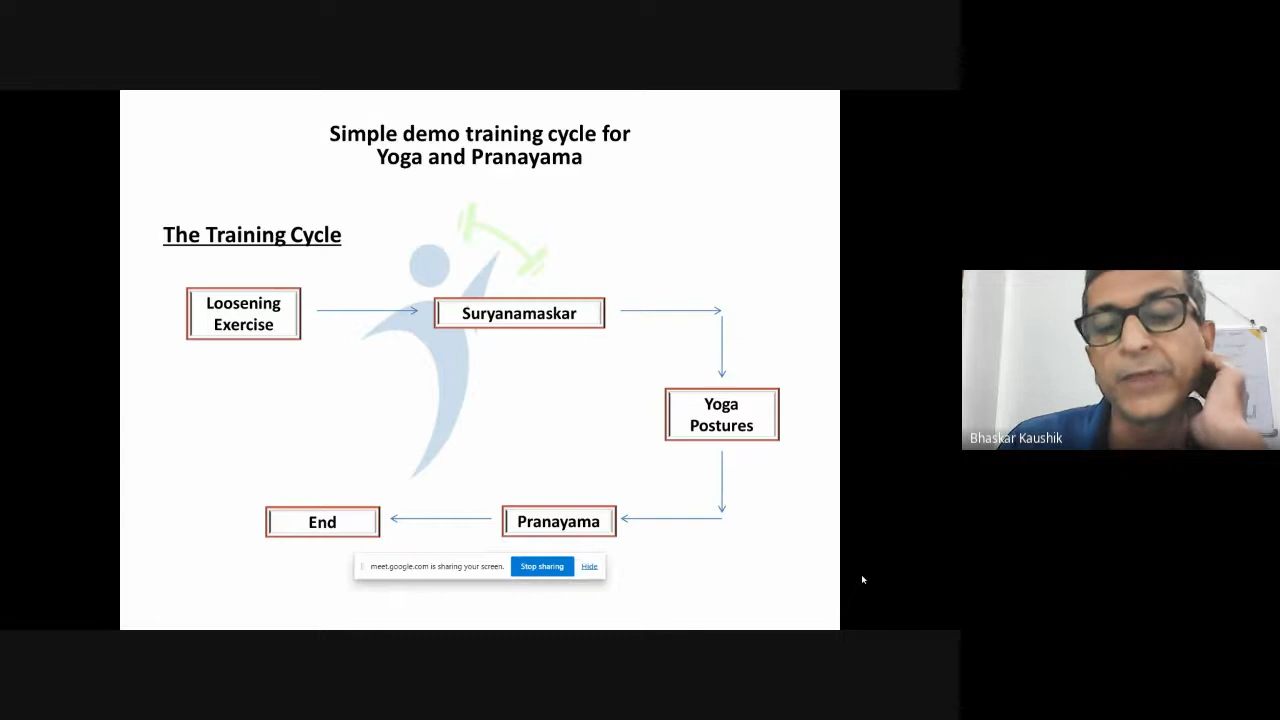 Simple demo training cycle for
Yoga and Pranayama
The Training Cycle
Loosening
Exercise
Suryanamaskar
Yoga
Postures
Pranayama
End
meet.google.com is sharing your screen.
Stop sharing
Hide
Bhaskar Kaushik